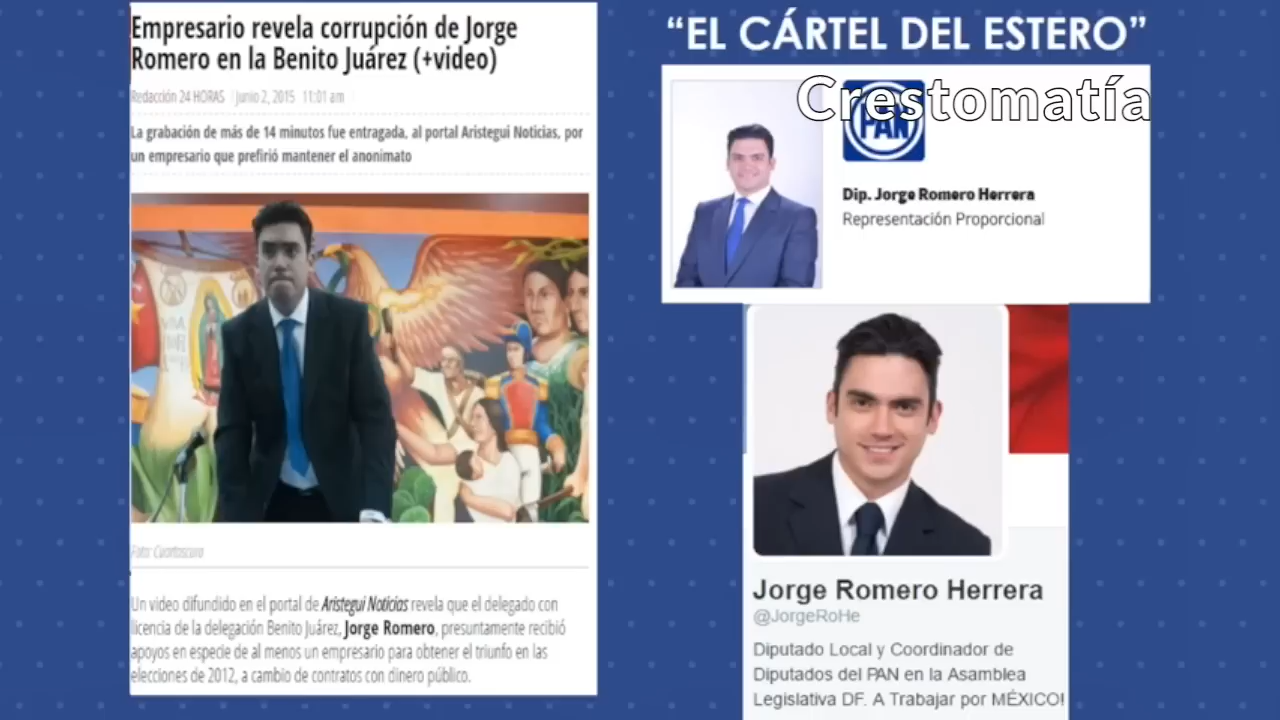 Empresario revela corrupción de Jorge
Romero en la Benito Juárez (+video)
Redacción 24 HORAS | junio 2, 2015 11:01 am
La grabación de más de 14 minutos fue entragada, al portal Aristegui Noticias, por
un empresario que prefirió mantener el anonimato
Foto: Cuartoscuro
Un video difundido en el portal de Aristegui Noticias revela que el delegado con
licencia de la delegación Benito Juárez, Jorge Romero, presuntamente recibió
apoyos en especie de al menos un empresario para obtener el triunfo en las
elecciones de 2012, a cambio de contratos con dinero público.
“EL CÁRTEL DEL ESTERO”
Crestomatía
PAN
Dip. Jorge Romero Herrera
Representación Proporcional
Jorge Romero Herrera
@JorgeRoHe
Diputado Local y Coordinador de
Diputados del PAN en la Asamblea
Legislativa DF. A Trabajar por MÉXICO!